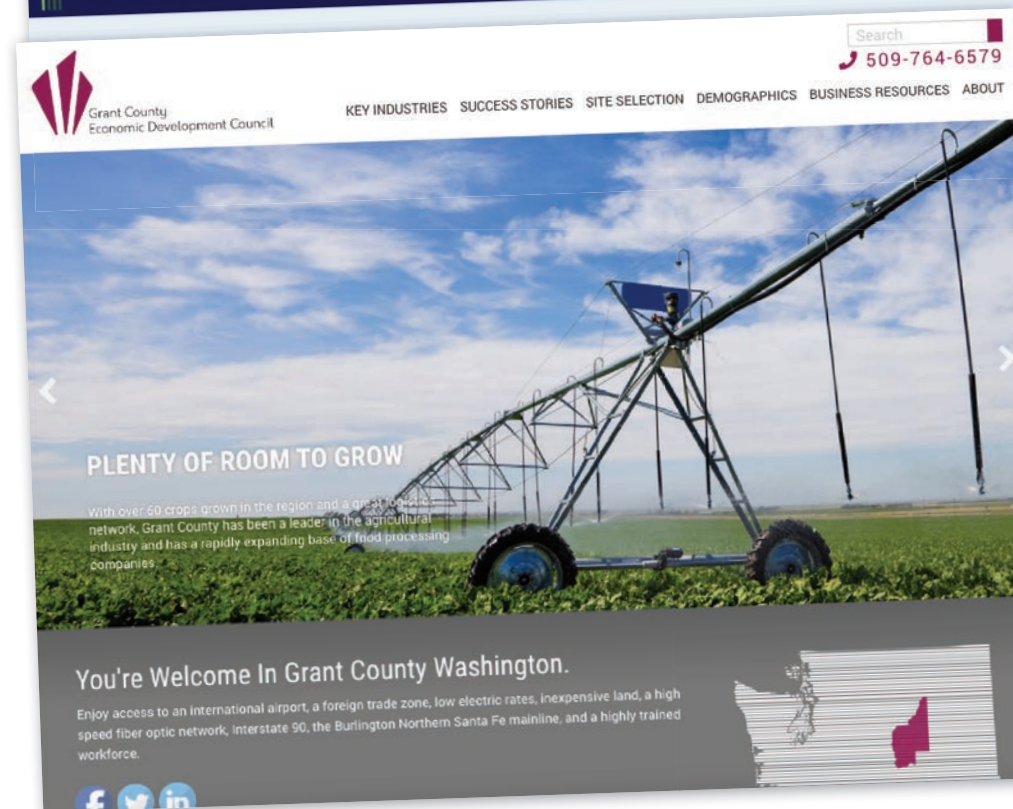 Search
509-764-6579
Grant County
Economic Development Council
KEY INDUSTRIES SUCCESS STORIES SITE SELECTION DEMOGRAPHICS BUSINESS RESOURCES ABOUT
PLENTY OF ROOM TO GROW
With over 60 crops grown in the region and a great logistics
network, Grant County has been a leader in the agricultural
industry and has a rapidly expanding base of food processing
companies.
You're Welcome In Grant County Washington.
Enjoy access to an international airport, a foreign trade zone, low electric rates, inexpensive land, a high
speed fiber optic network, Interstate 90, the Burlington Northern Santa Fe mainline, and a highly trained
workforce.
f
in